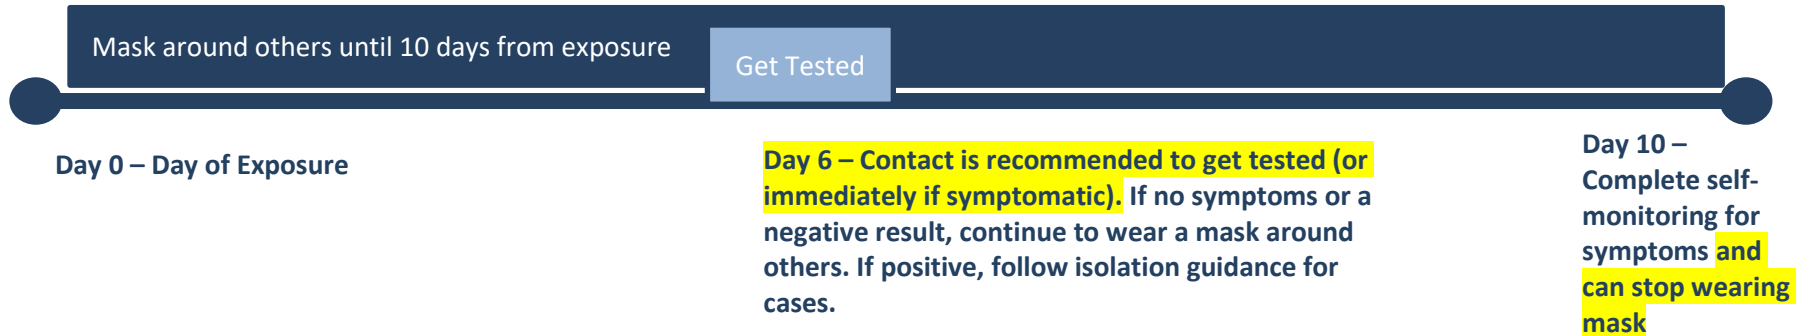 Mask around others until 10 days from exposure
Get Tested
Day 0 – Day of Exposure
Day 6 – Contact is recommended to get tested (or
immediately if symptomatic). If no symptoms or a
negative result, continue to wear a mask around
others. If positive, follow isolation guidance for
cases.
Day 10 –
Complete self-
monitoring for
symptoms and
can stop wearing
mask